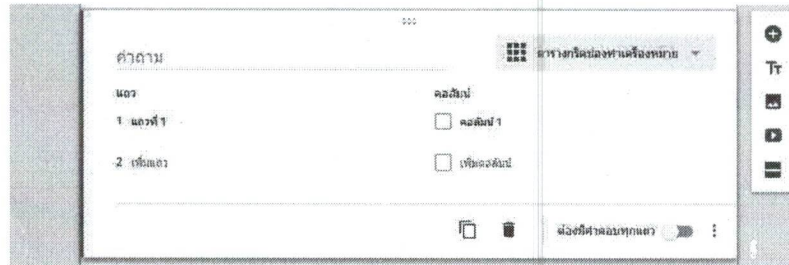 คำถาม
ตารางกริดช่องทำเครื่องหมาย
แถว
คอลัมน์
1 แถวที่ 1
คอลัมน์ 1
2 เพิ่มแถว
เพิ่มคอลัมน์
ต้องมีคำตอบทุกแถว
Tт